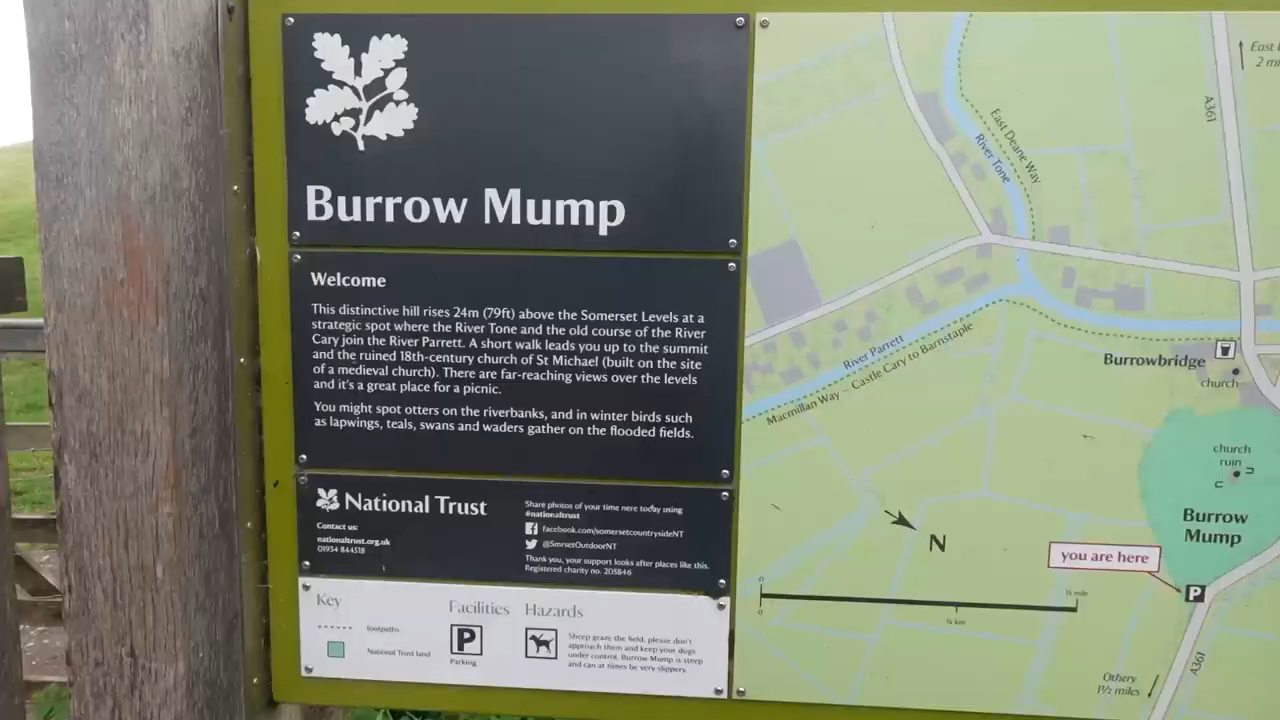 Burrow Mump
Welcome
This distinctive hill rises 24m (79ft) above the Somerset Levels at a
strategic spot where the River Tone and the old course of the River
Cary join the River Parrett. A short walk leads you up to the summit
and the ruined 18th-century church of St Michael (built on the site
of a medieval church). There are far-reaching views over the levels
and it's a great place for a picnic.
You might spot otters on the riverbanks, and in winter birds such
as lapwings, teals, swans and waders gather on the flooded fields.
National Trust
Contact us:
nationaltrust.org.uk
01934 844518
Share photos of your time here today using
#nationaltrust
facebook.com/somersetcountrysideNT
@SmrsetOutdoorNT
Thank you, your support looks after places like this.
Registered charity no. 205846
Key
footpaths
National Trust land
Facilities
P
Parking
Hazards
Sheep graze the field, please don't
approach them and keep your dogs
under control. Burrow Mump is steep
and can at times be very slippery.
East
2
A361
East Deane Way
River Tone
River Parrett
Macmillan Way – Castle Cary to Barnstaple
Burrowbridge
church
church
ruin
Burrow
Mump
N
you are here
P
0
0
A361
Othery
1½ miles